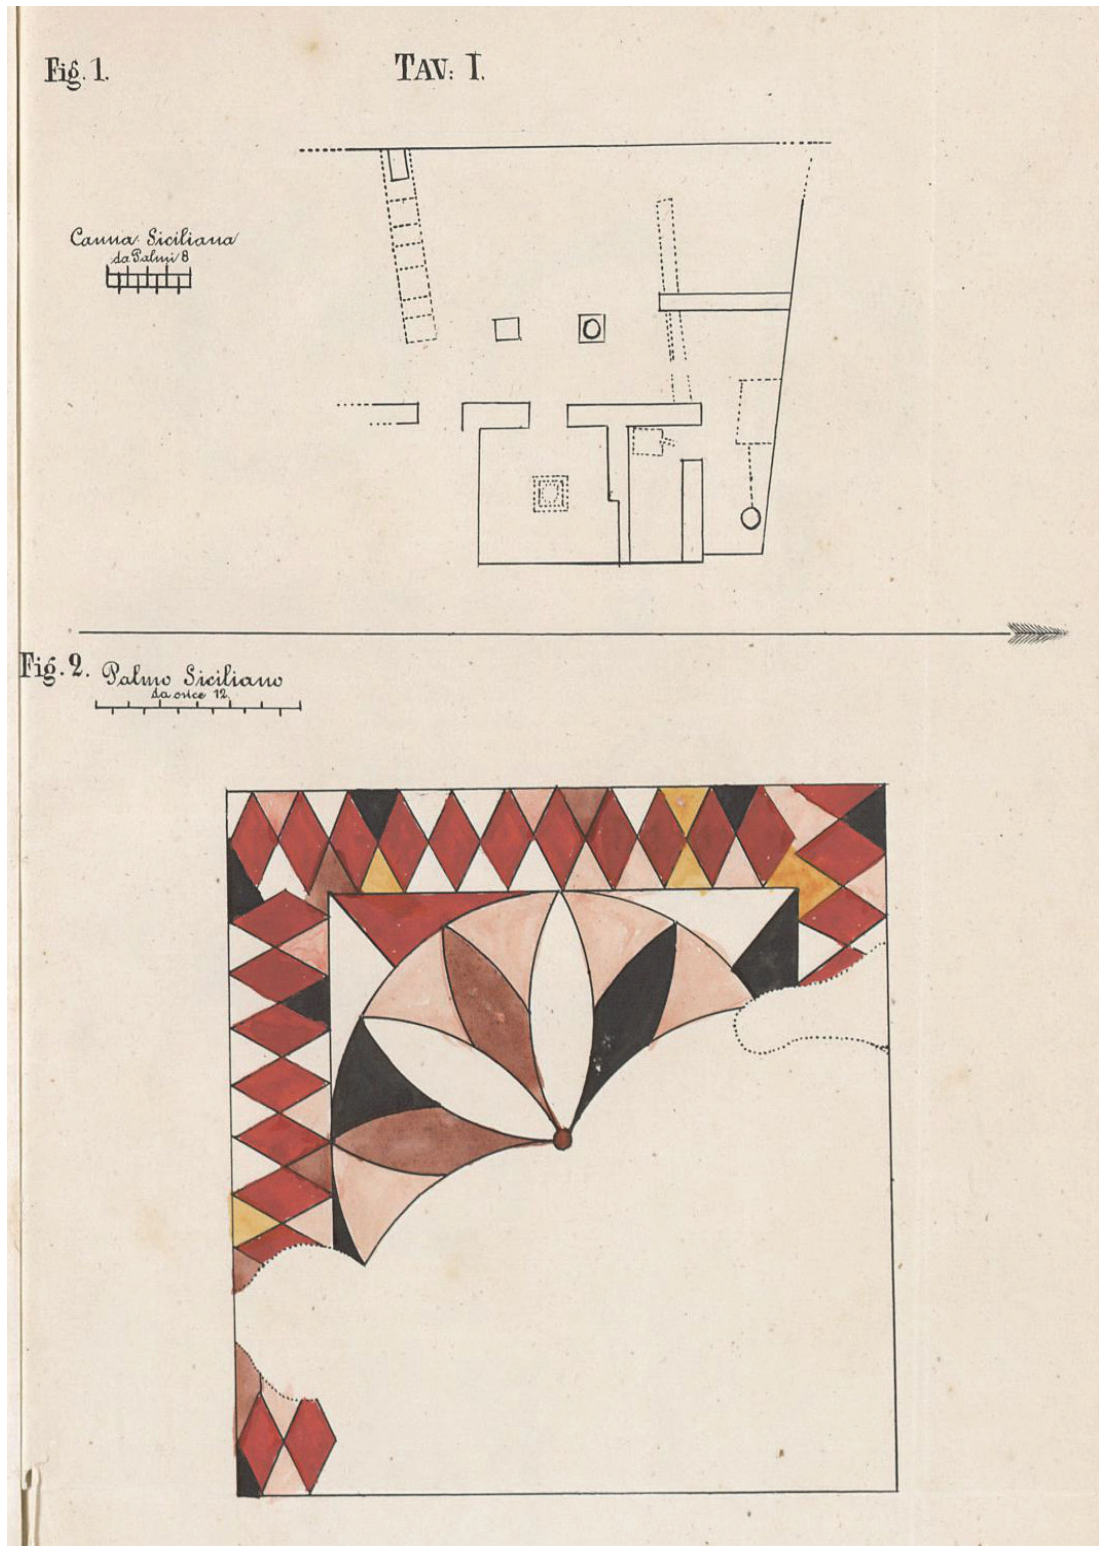 Fig. 1.
TAV: I.
Canna Siciliana
da Palmi 8
Fig. 2.
Palmo Siciliano
da once 12.